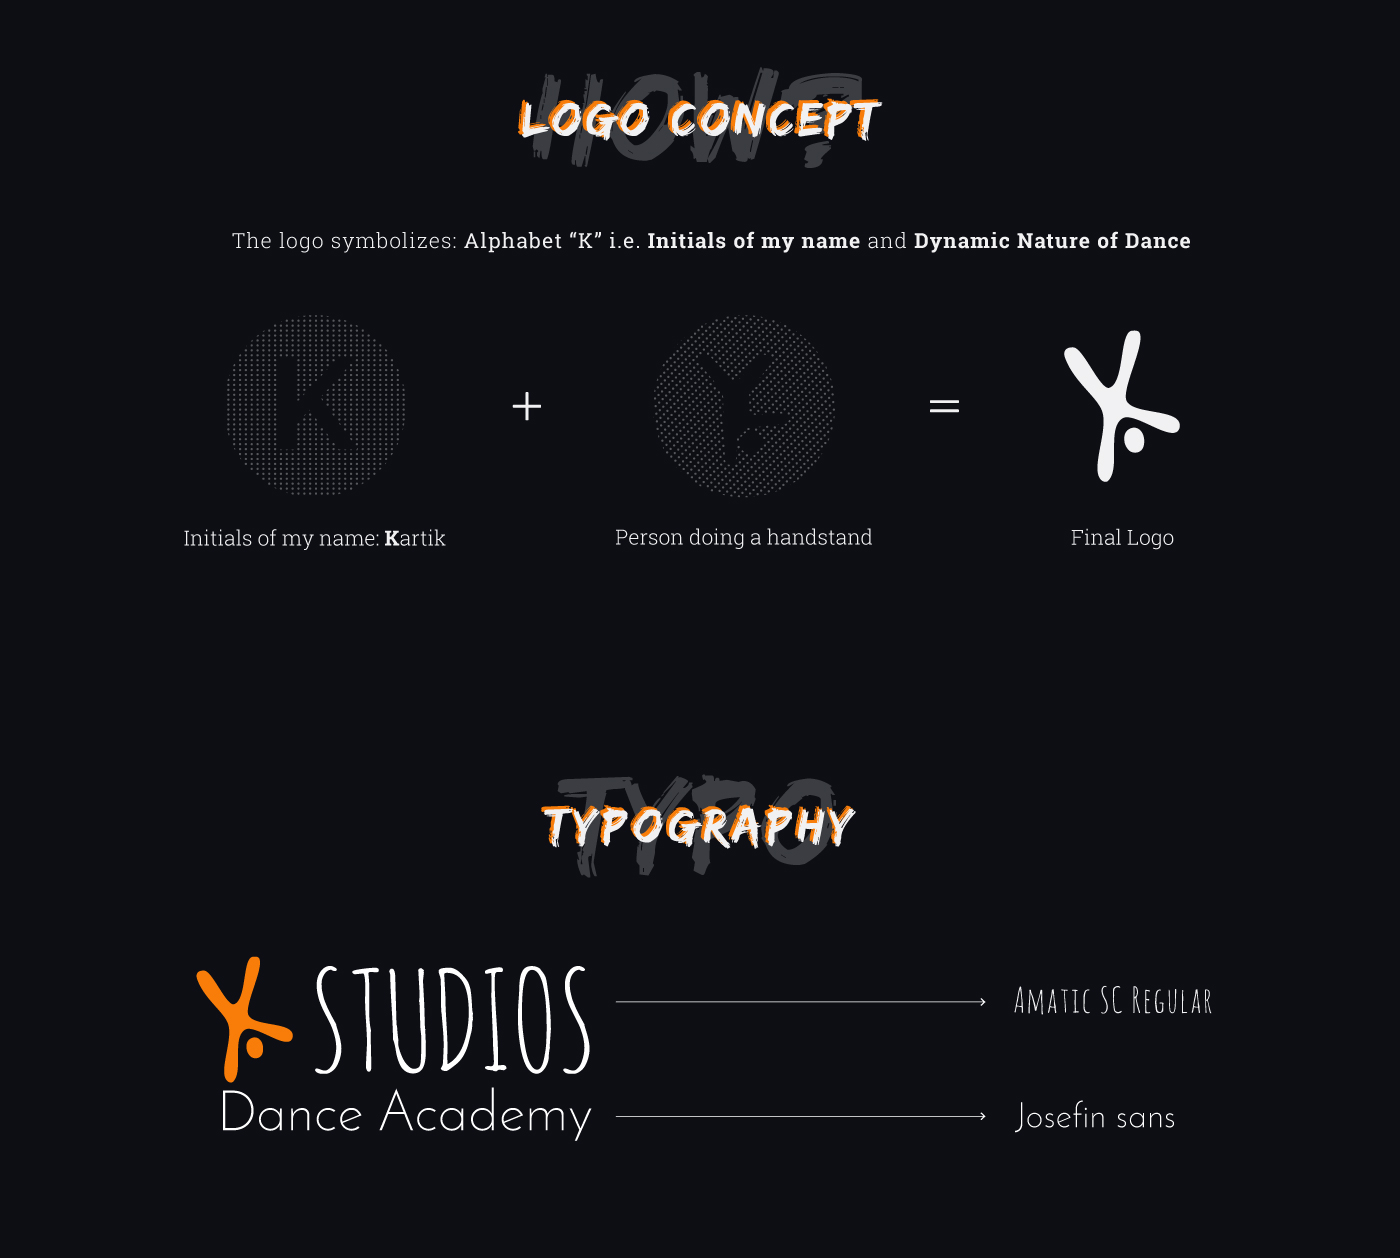 HOW?
LOGO CONCEPT
The logo symbolizes: Alphabet “K” i.e. Initials of my name and Dynamic Nature of Dance
K
+
=
Initials of my name: Kartik
Person doing a handstand
Final Logo
TYPO
TYPOGRAPHY
STUDIOS
Amatic SC Regular
Dance Academy
Josefin sans